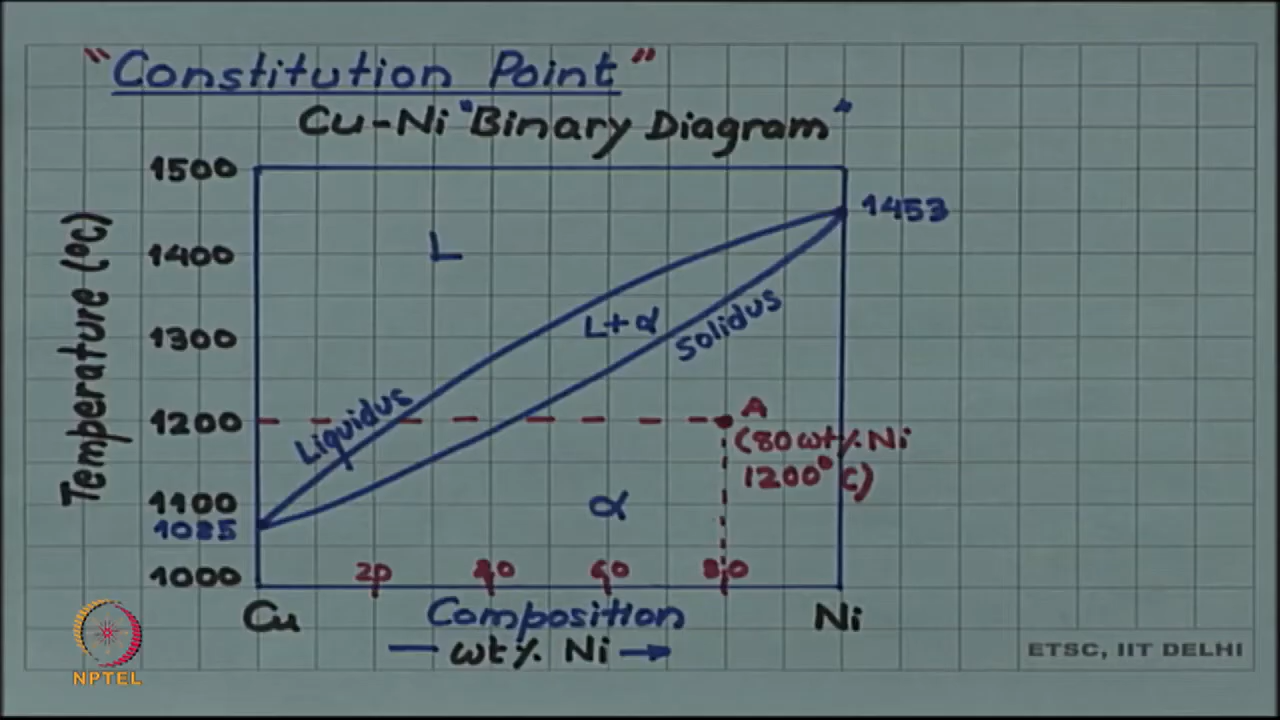 "Constitution Point"
Cu-Ni "Binary Diagram"
1500
1453
L
1400
Temperature (°C)
L+α
1300
Solidus
Liquidus
1200
A
(80 wt% Ni
1200°C)
1100
α
1085
1000
20 40 60 80
Cu
Composition
Ni
wt% Ni
NPTEL
ETSC, IIT DELHI